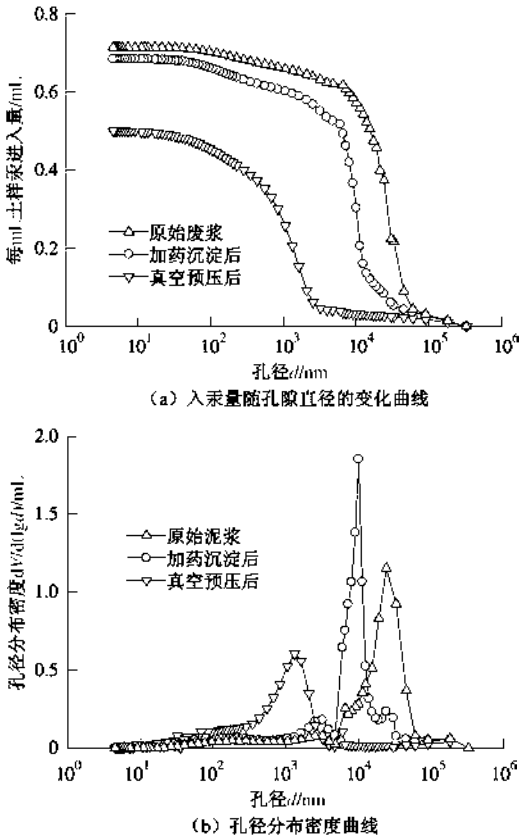 0.8
0.6
0.4
0.2
0
每mL土样汞进入量/mL
原始废浆
加药沉淀后
真空预压后
10⁰ 10¹ 10² 10³ 10⁴ 10⁵ 10⁶
孔径d/nm
(a) 入汞量随孔隙直径的变化曲线
2.0
1.5
1.0
0.5
0
孔径分布密度dV/d(lgd)/mL
原始泥浆
加药沉淀后
真空预压后
10⁰ 10¹ 10² 10³ 10⁴ 10⁵ 10⁶
孔径d/nm
(b) 孔径分布密度曲线